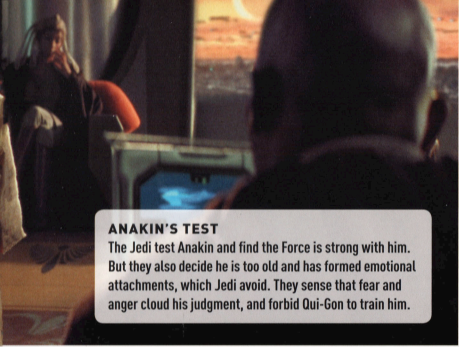 ANAKIN'S TEST
The Jedi test Anakin and find the Force is strong with him.
But they also decide he is too old and has formed emotional
attachments, which Jedi avoid. They sense that fear and
anger cloud his judgment, and forbid Qui-Gon to train him.